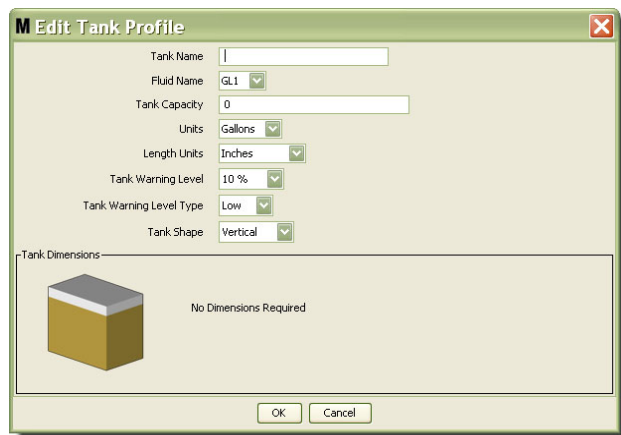 M Edit Tank Profile
Tank Name
Fluid Name GL1
Tank Capacity 0
Units Gallons
Length Units Inches
Tank Warning Level 10 %
Tank Warning Level Type Low
Tank Shape Vertical
Tank Dimensions
No Dimensions Required
OK Cancel